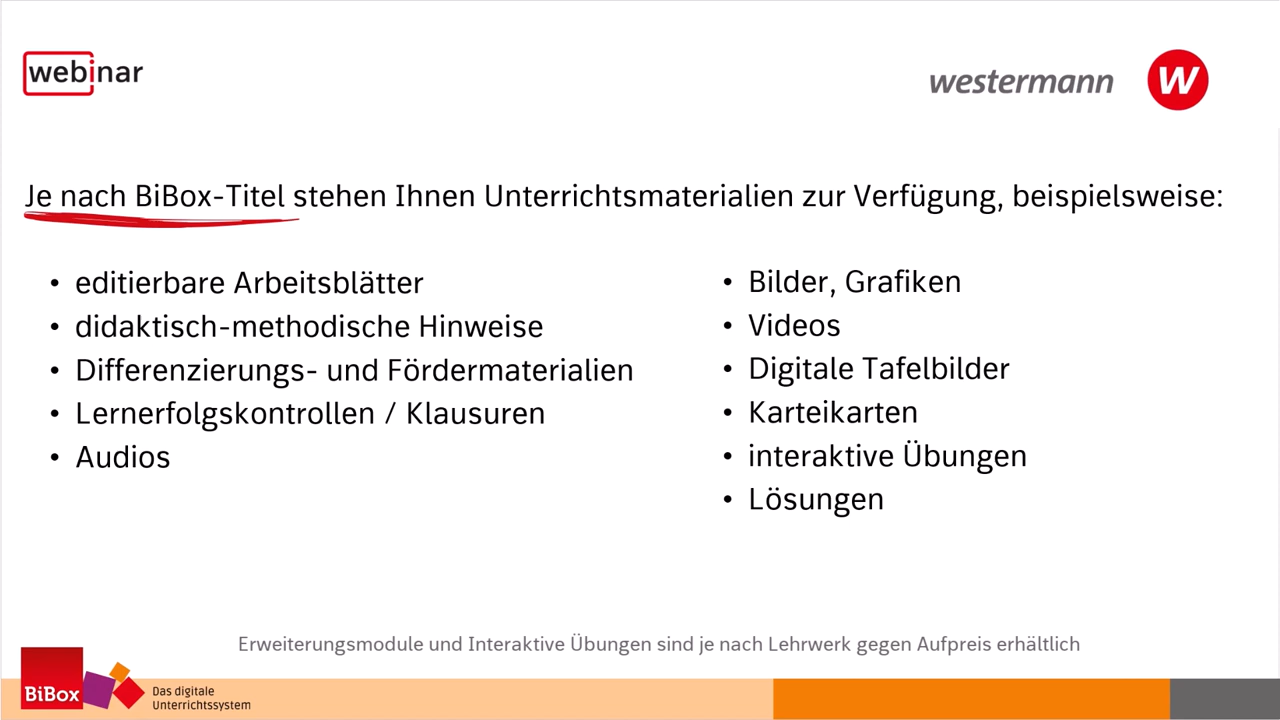 webinar
westermann
W
Je nach BiBox-Titel stehen Ihnen Unterrichtsmaterialien zur Verfügung, beispielsweise:
• editierbare Arbeitsblätter
• didaktisch-methodische Hinweise
• Differenzierungs- und Fördermaterialien
• Lernerfolgskontrollen / Klausuren
• Audios
• Bilder, Grafiken
• Videos
• Digitale Tafelbilder
• Karteikarten
• interaktive Übungen
• Lösungen
Erweiterungsmodule und Interaktive Übungen sind je nach Lehrwerk gegen Aufpreis erhältlich
BiBox
Das digitale
Unterrichtssystem